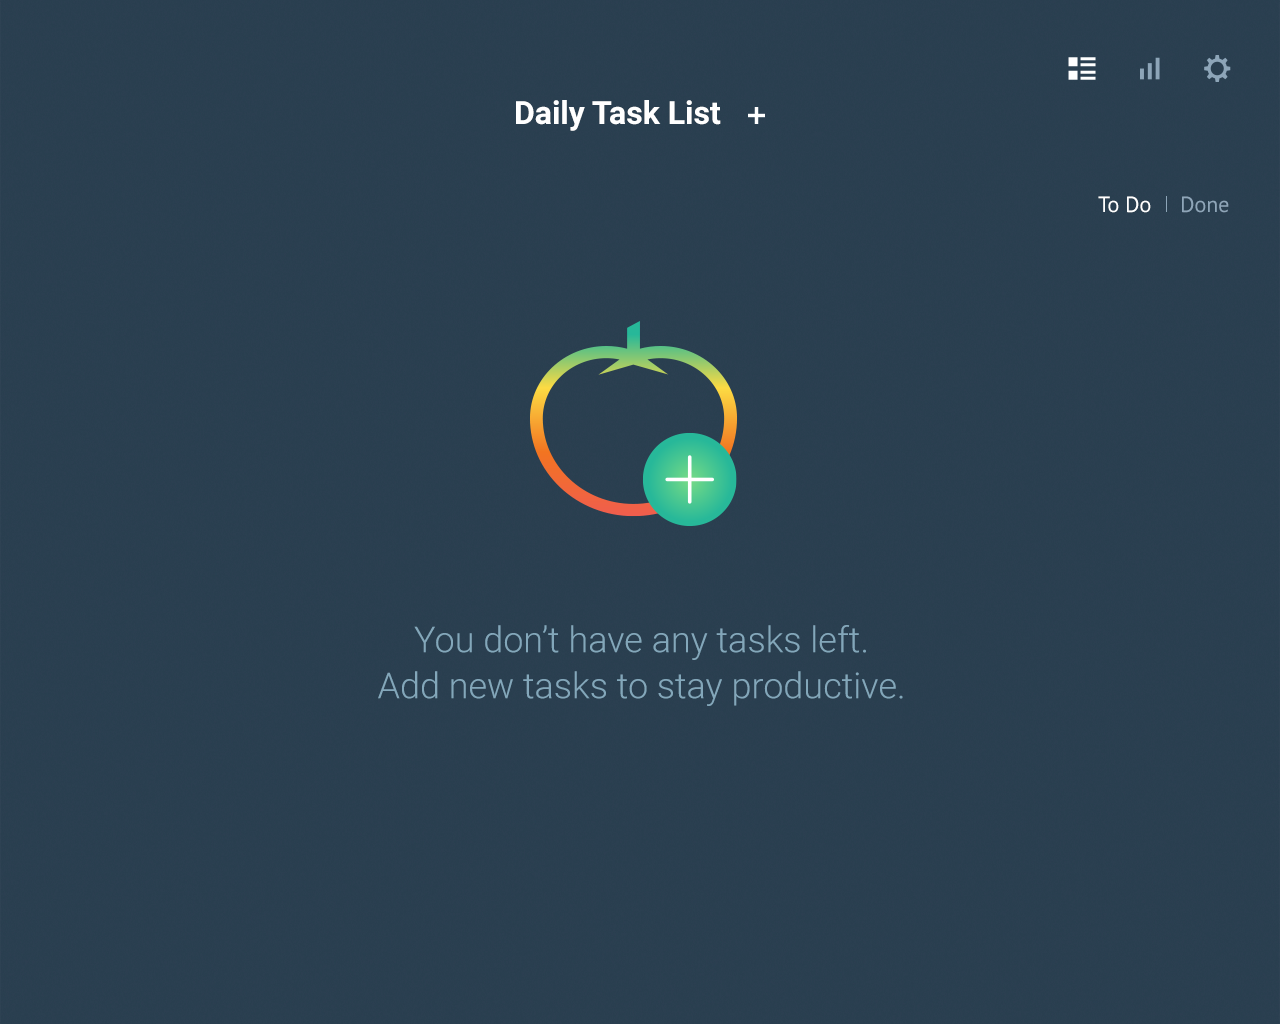 Daily Task List +
To Do | Done
You don’t have any tasks left.
Add new tasks to stay productive.